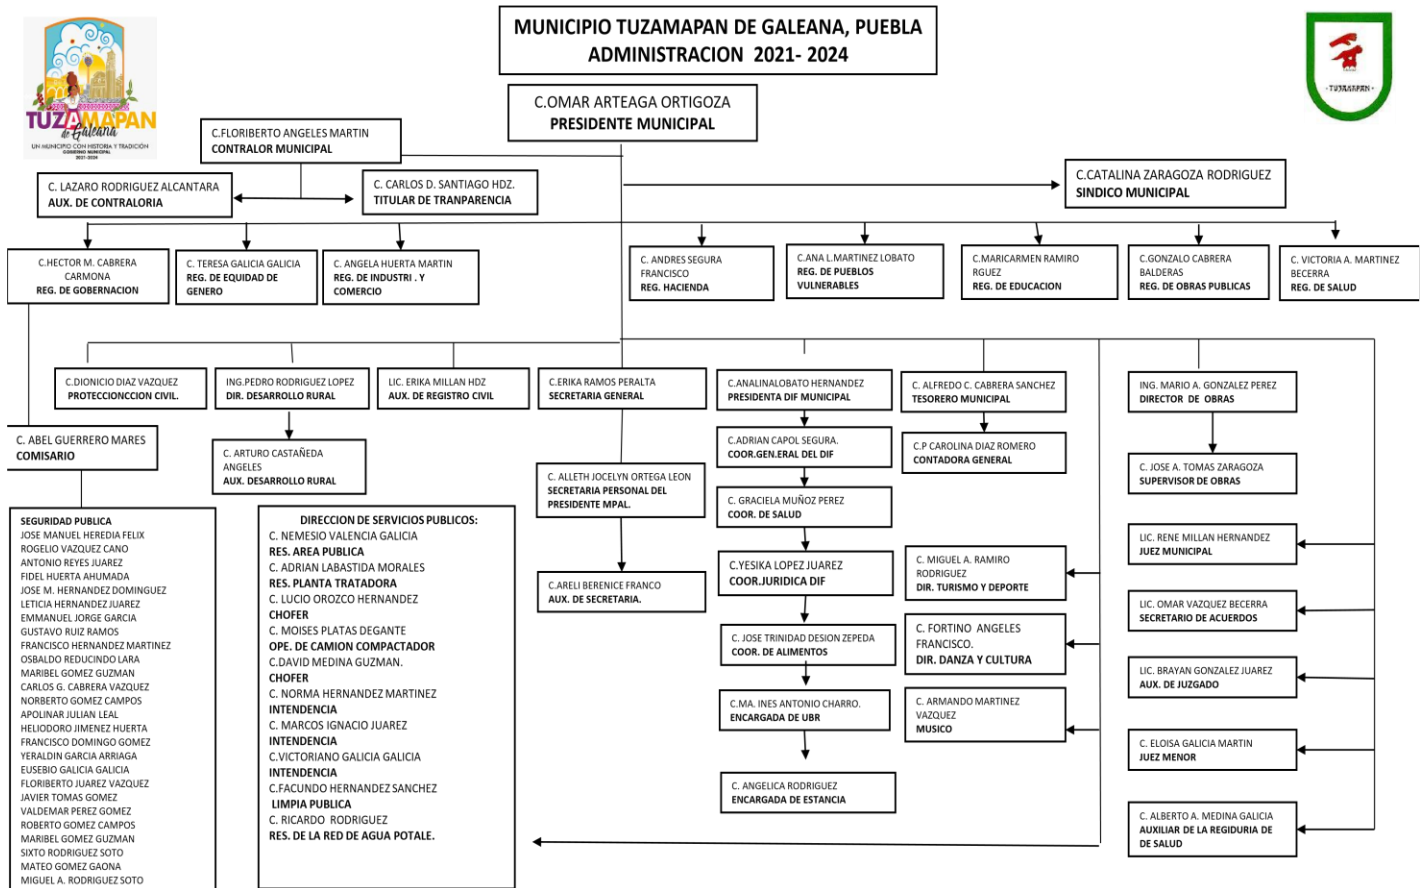 MUNICIPIO TUZAMAPAN DE GALEANA, PUEBLA
ADMINISTRACION 2021- 2024
TUZAMAPAN
de Galeana
UN MUNICIPIO CON HISTORIA Y TRADICIÓN
GOBIERNO MUNICIPAL
2021-2024
· TUZAMAPAN ·
C.OMAR ARTEAGA ORTIGOZA
PRESIDENTE MUNICIPAL
C.FLORIBERTO ANGELES MARTIN
CONTRALOR MUNICIPAL
C. LAZARO RODRIGUEZ ALCANTARA
AUX. DE CONTRALORIA
C. CARLOS D. SANTIAGO HDZ.
TITULAR DE TRANPARENCIA
C.CATALINA ZARAGOZA RODRIGUEZ
SINDICO MUNICIPAL
C.HECTOR M. CABRERA
CARMONA
REG. DE GOBERNACION
C. TERESA GALICIA GALICIA
REG. DE EQUIDAD DE
GENERO
C. ANGELA HUERTA MARTIN
REG. DE INDUSTRI . Y
COMERCIO
C. ANDRES SEGURA
FRANCISCO
REG. HACIENDA
C.ANA L.MARTINEZ LOBATO
REG. DE PUEBLOS
VULNERABLES
C.MARICARMEN RAMIRO
RGUEZ
REG. DE EDUCACION
C.GONZALO CABRERA
BALDERAS
REG. DE OBRAS PUBLICAS
C. VICTORIA A. MARTINEZ
BECERRA
REG. DE SALUD
C.DIONICIO DIAZ VAZQUEZ
PROTECCIONCCION CIVIL.
ING.PEDRO RODRIGUEZ LOPEZ
DIR. DESARROLLO RURAL
LIC. ERIKA MILLAN HDZ
AUX. DE REGISTRO CIVIL
C.ERIKA RAMOS PERALTA
SECRETARIA GENERAL
C.ANALINALOBATO HERNANDEZ
PRESIDENTA DIF MUNICIPAL
C. ALFREDO C. CABRERA SANCHEZ
TESORERO MUNICIPAL
ING. MARIO A. GONZALEZ PEREZ
DIRECTOR DE OBRAS
C. ABEL GUERRERO MARES
COMISARIO
C. ARTURO CASTAÑEDA
ANGELES
AUX. DESARROLLO RURAL
C. ALLETH JOCELYN ORTEGA LEON
SECRETARIA PERSONAL DEL
PRESIDENTE MPAL.
C.ARELI BERENICE FRANCO
AUX. DE SECRETARIA.
C.ADRIAN CAPOL SEGURA.
COOR.GEN.ERAL DEL DIF
C. GRACIELA MUÑOZ PEREZ
COOR. DE SALUD
C.YESIKA LOPEZ JUAREZ
COOR.JURIDICA DIF
C. JOSE TRINIDAD DESION ZEPEDA
COOR. DE ALIMENTOS
C.MA. INES ANTONIO CHARRO.
ENCARGADA DE UBR
C. ANGELICA RODRIGUEZ
ENCARGADA DE ESTANCIA
C.P CAROLINA DIAZ ROMERO
CONTADORA GENERAL
C. MIGUEL A. RAMIRO
RODRIGUEZ
DIR. TURISMO Y DEPORTE
C. FORTINO ANGELES
FRANCISCO.
DIR. DANZA Y CULTURA
C. ARMANDO MARTINEZ
VAZQUEZ
MUSICO
C. JOSE A. TOMAS ZARAGOZA
SUPERVISOR DE OBRAS
LIC. RENE MILLAN HERNANDEZ
JUEZ MUNICIPAL
LIC. OMAR VAZQUEZ BECERRA
SECRETARIO DE ACUERDOS
LIC. BRAYAN GONZALEZ JUAREZ
AUX. DE JUZGADO
C. ELOISA GALICIA MARTIN
JUEZ MENOR
C. ALBERTO A. MEDINA GALICIA
AUXILIAR DE LA REGIDURIA DE
DE SALUD
SEGURIDAD PUBLICA
JOSE MANUEL HEREDIA FELIX
ROGELIO VAZQUEZ CANO
ANTONIO REYES JUAREZ
FIDEL HUERTA AHUMADA
JOSE M. HERNANDEZ DOMINGUEZ
LETICIA HERNANDEZ JUAREZ
EMMANUEL JORGE GARCIA
GUSTAVO RUIZ RAMOS
FRANCISCO HERNANDEZ MARTINEZ
OSBALDO REDUCINDO LARA
MARIBEL GOMEZ GUZMAN
CARLOS G. CABRERA VAZQUEZ
NORBERTO GOMEZ CAMPOS
APOLINAR JULIAN LEAL
HELIODORO JIMENEZ HUERTA
FRANCISCO DOMINGO GOMEZ
YERALDIN GARCIA ARRIAGA
EUSEBIO GALICIA GALICIA
FLORIBERTO JUAREZ VAZQUEZ
JAVIER TOMAS GOMEZ
VALDEMAR PEREZ GOMEZ
ROBERTO GOMEZ CAMPOS
MARIBEL GOMEZ GUZMAN
SIXTO RODRIGUEZ SOTO
MATEO GOMEZ GAONA
MIGUEL A. RODRIGUEZ SOTO
DIRECCION DE SERVICIOS PUBLICOS:
C. NEMESIO VALENCIA GALICIA
RES. AREA PUBLICA
C. ADRIAN LABASTIDA MORALES
RES. PLANTA TRATADORA
C. LUCIO OROZCO HERNANDEZ
CHOFER
C. MOISES PLATAS DEGANTE
OPE. DE CAMION COMPACTADOR
C.DAVID MEDINA GUZMAN.
CHOFER
C. NORMA HERNANDEZ MARTINEZ
INTENDENCIA
C. MARCOS IGNACIO JUAREZ
INTENDENCIA
C.VICTORIANO GALICIA GALICIA
INTENDENCIA
C.FACUNDO HERNANDEZ SANCHEZ
LIMPIA PUBLICA
C. RICARDO RODRIGUEZ
RES. DE LA RED DE AGUA POTALE.